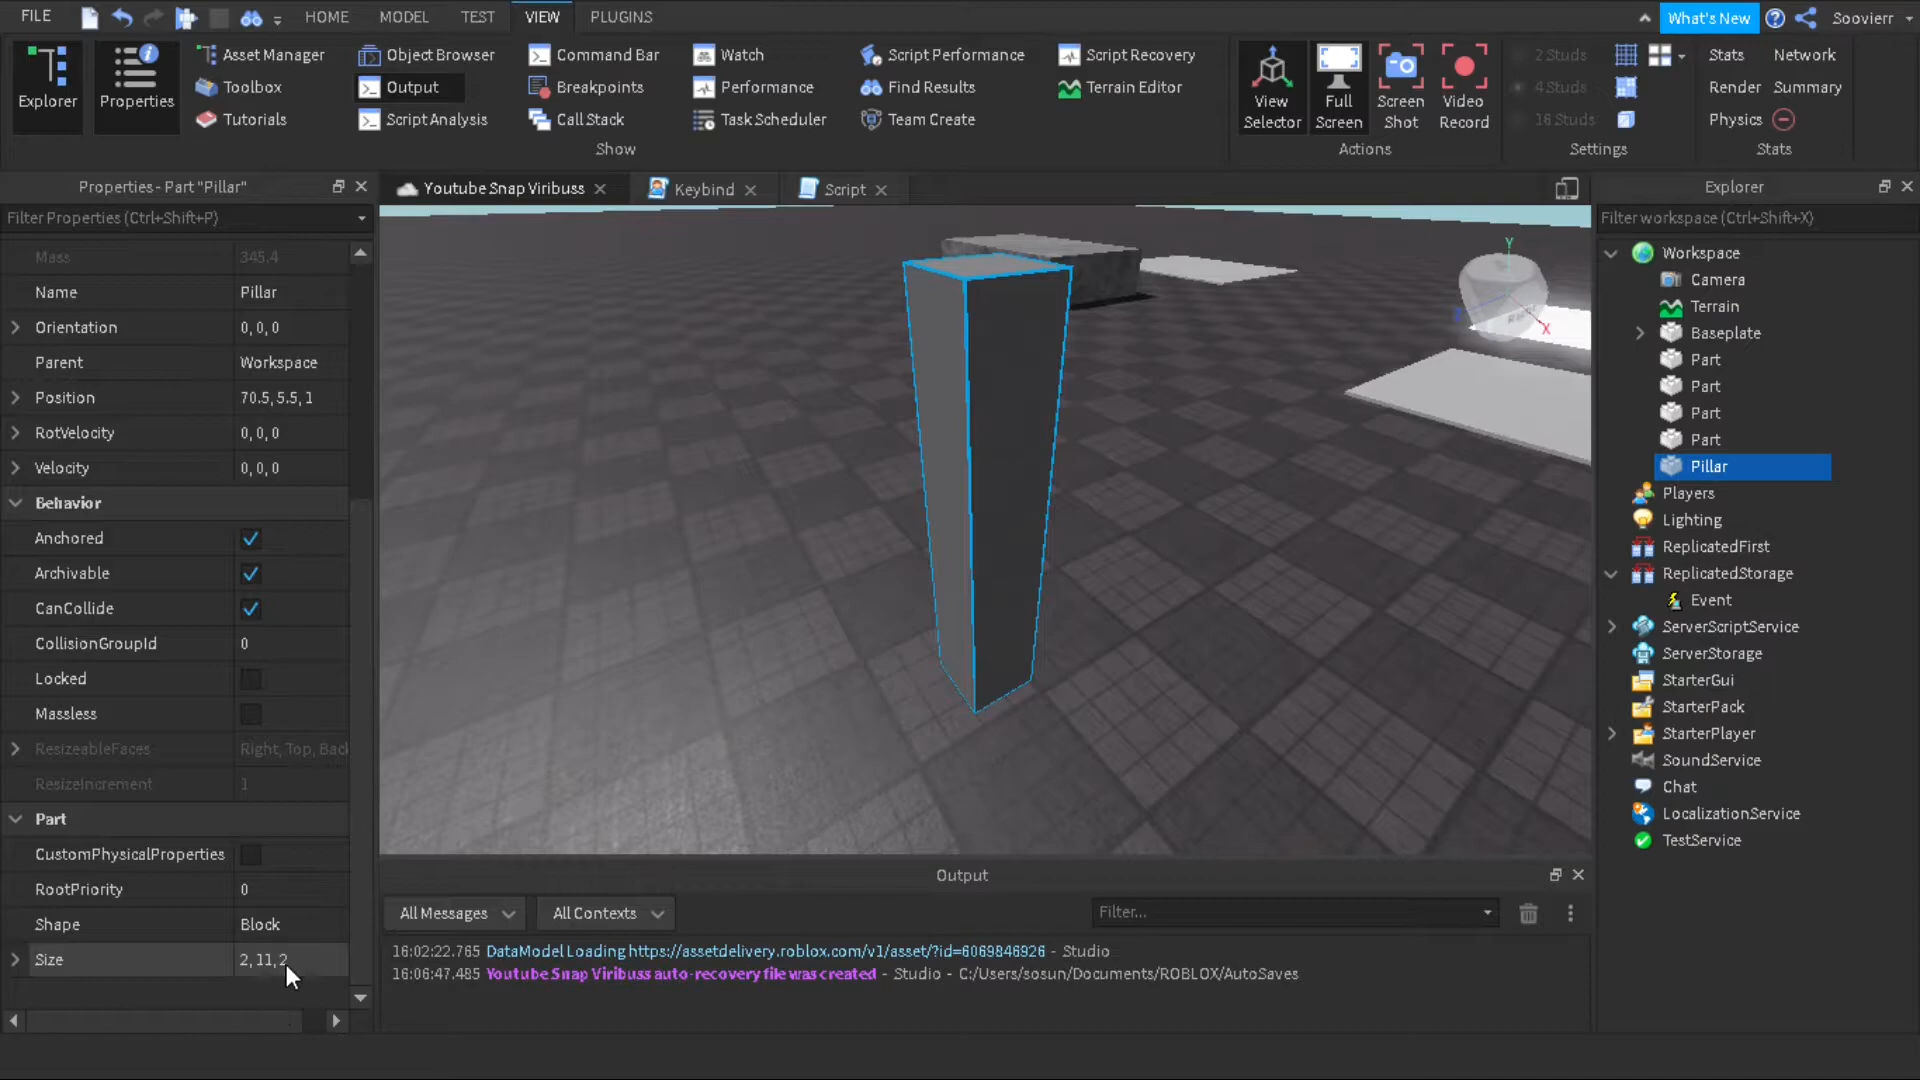 FILE HOME MODEL TEST VIEW PLUGINS What's New Soovierr
Explorer
Properties
Asset Manager
Toolbox
Tutorials
Object Browser
Output
Script Analysis
Command Bar
Breakpoints
Call Stack
Watch
Performance
Task Scheduler
Script Performance
Find Results
Team Create
Script Recovery
Terrain Editor
Show
View Selector
Full Screen
Screen Shot
Video Record
Actions
2 Studs
4 Studs
16 Studs
Settings
Stats Network
Render Summary
Physics
Stats
Properties - Part "Pillar"
Filter Properties (Ctrl+Shift+P)
Mass 345.4
Name Pillar
Orientation 0, 0, 0
Parent Workspace
Position 70.5, 5.5, 1
RotVelocity 0, 0, 0
Velocity 0, 0, 0
Behavior
Anchored
Archivable
CanCollide
CollisionGroupId 0
Locked
Massless
ResizeableFaces Right, Top, Back
ResizeIncrement 1
Part
CustomPhysicalProperties
RootPriority 0
Shape Block
Size 2, 11, 2
Youtube Snap Viribuss
Keybind
Script
Y
X
Output
All Messages All Contexts Filter...
16:02:22.765 DataModel Loading https://assetdelivery.roblox.com/v1/asset/?id=6069846926 - Studio
16:06:47.485 Youtube Snap Viribuss auto-recovery file was created - Studio - C:/Users/sosun/Documents/ROBLOX/AutoSaves
Explorer
Filter workspace (Ctrl+Shift+X)
Workspace
Camera
Terrain
Baseplate
Part
Part
Part
Part
Pillar
Players
Lighting
ReplicatedFirst
ReplicatedStorage
Event
ServerScriptService
ServerStorage
StarterGui
StarterPack
StarterPlayer
SoundService
Chat
LocalizationService
TestService